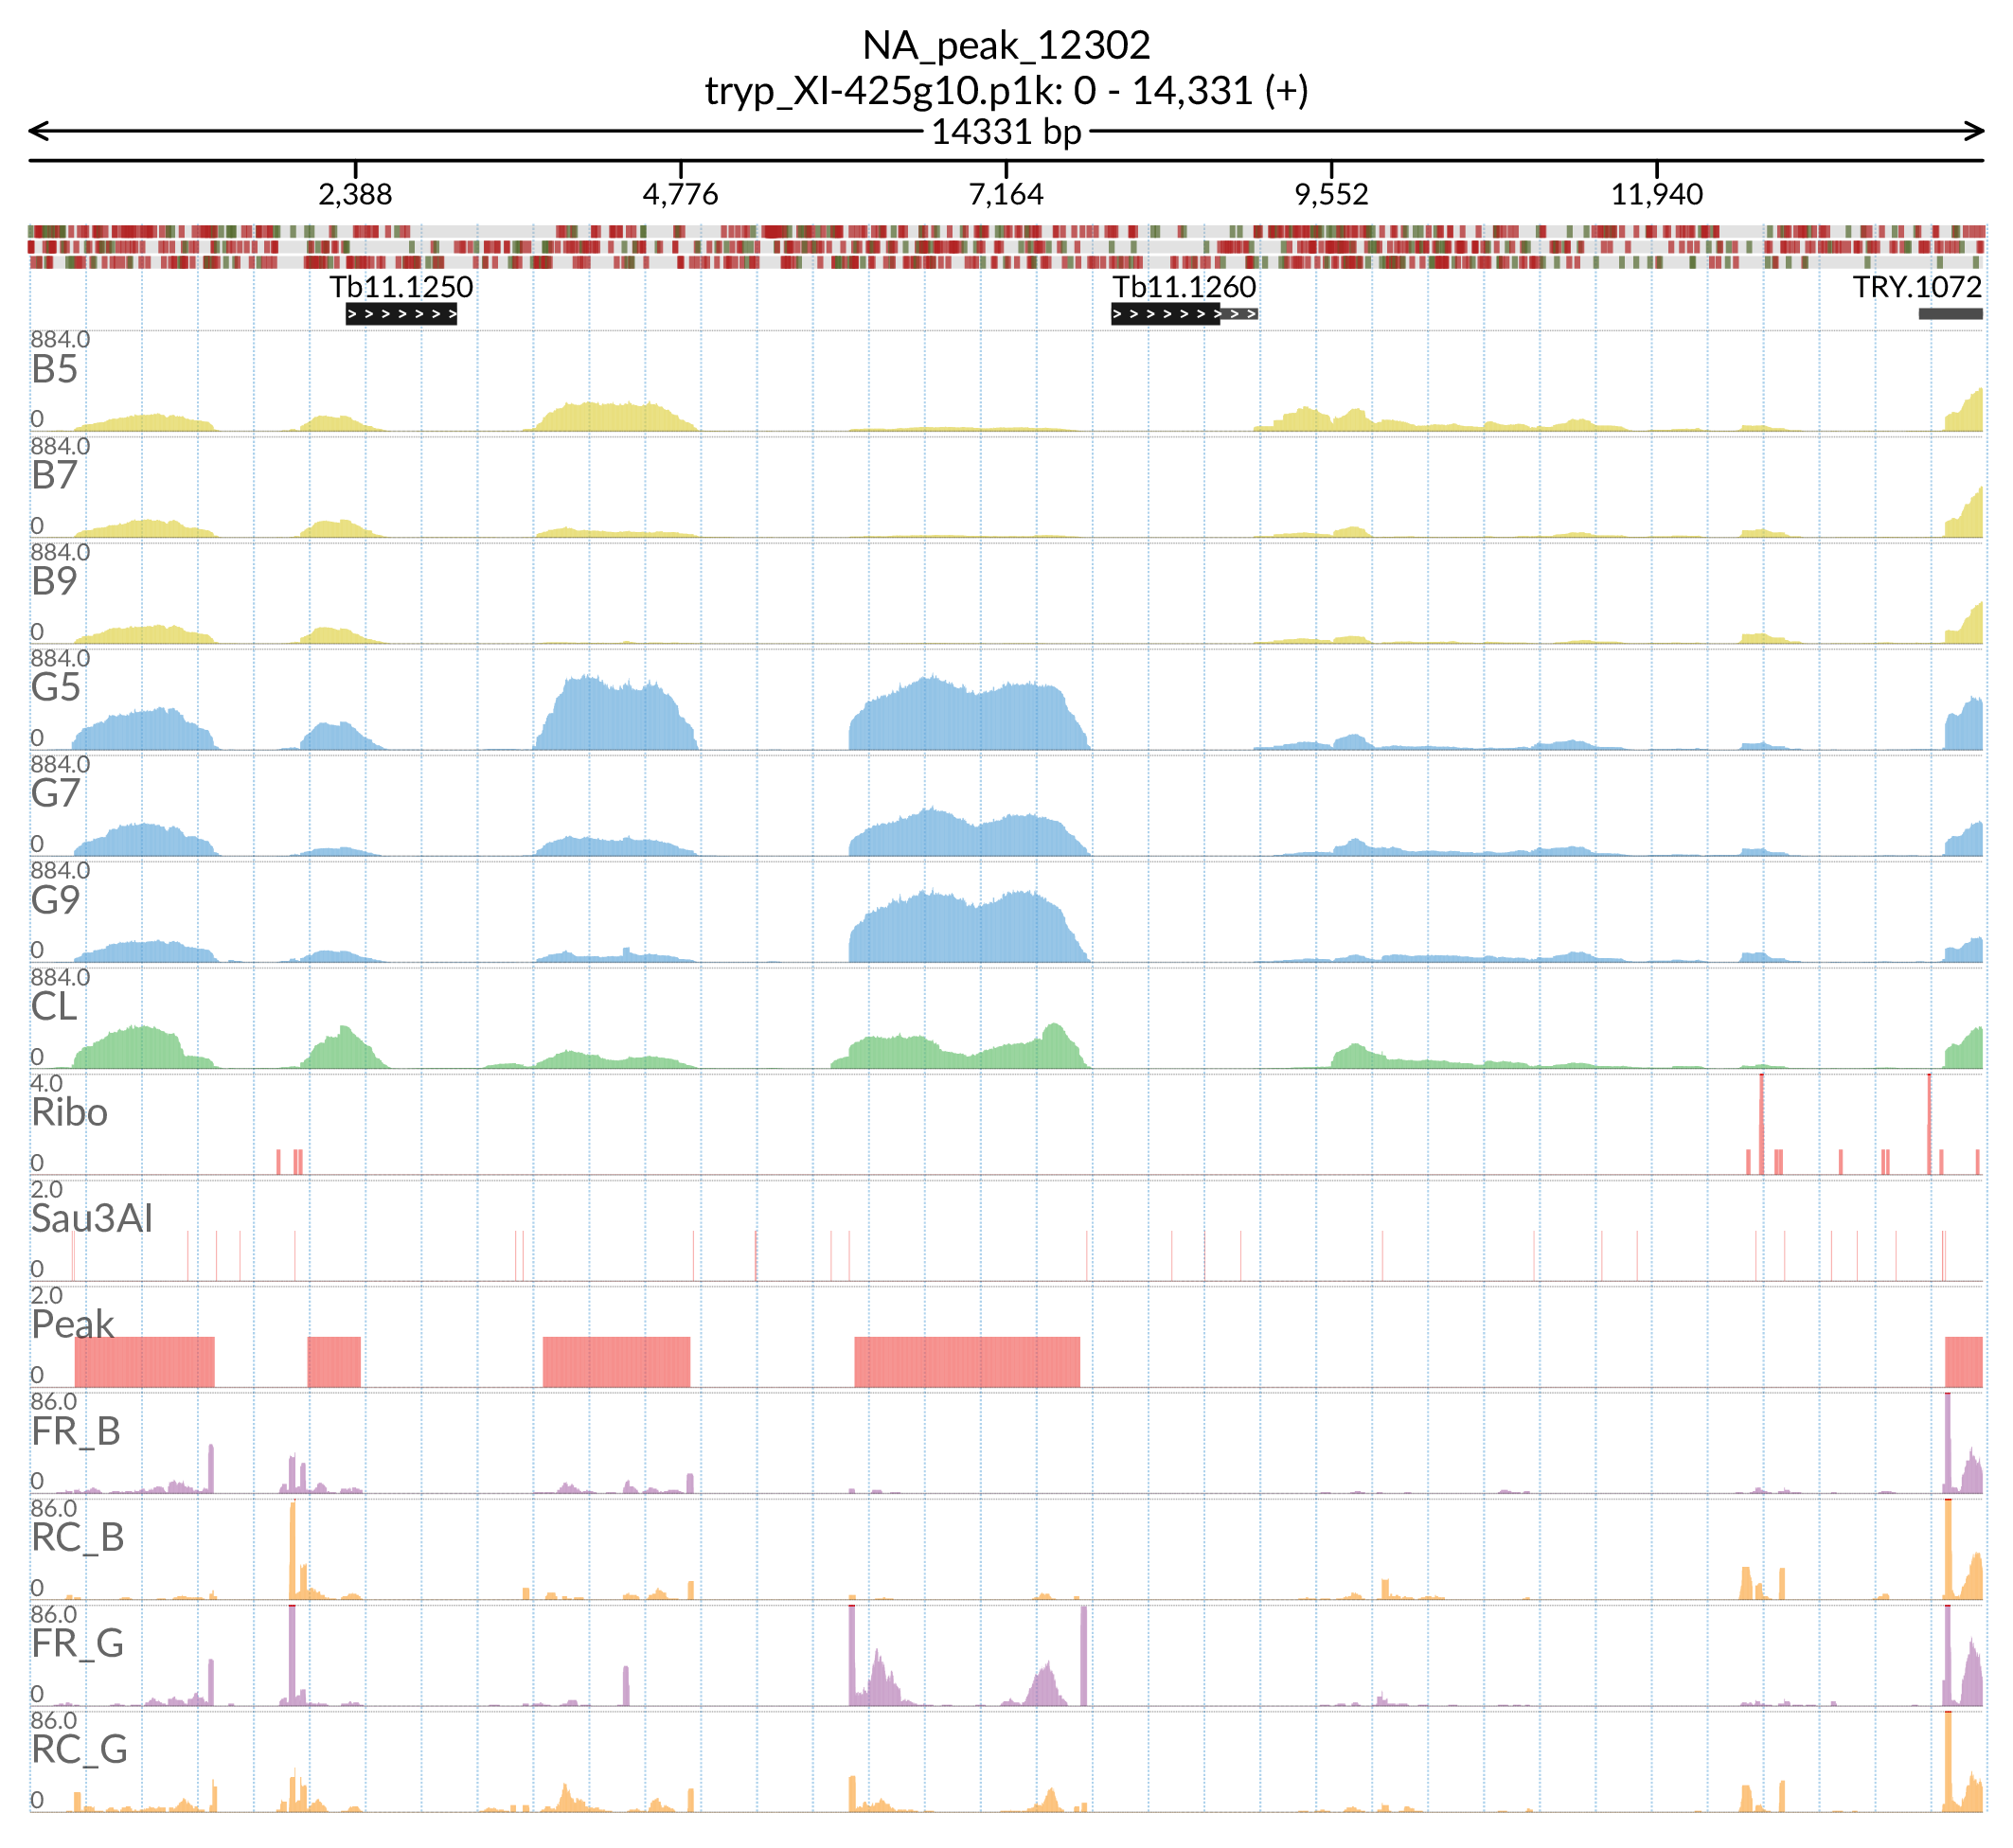 NA_peak_12302
tryp_XI-425g10.p1k: 0 - 14,331 (+)
14331 bp
2,388 4,776 7,164 9,552 11,940
Tb11.1250 Tb11.1260 TRY.1072
884.0
B5
0
884.0
B7
0
884.0
B9
0
884.0
G5
0
884.0
G7
0
884.0
G9
0
884.0
CL
0
4.0
Ribo
0
2.0
Sau3AI
0
2.0
Peak
0
86.0
FR_B
0
86.0
RC_B
0
86.0
FR_G
0
86.0
RC_G
0